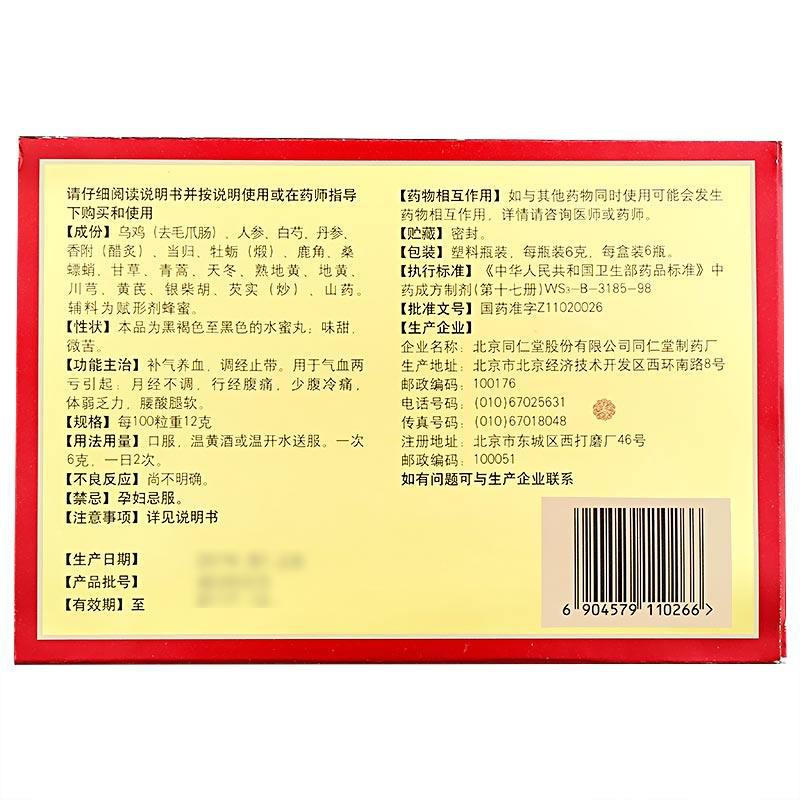 请仔细阅读说明书并按说明使用或在药师指导
下购买和使用
【成份】乌鸡(去毛爪肠)、人参、白芍、丹参、
香附(醋炙)、当归、牡蛎(煅)、鹿角、桑
螵蛸、甘草、青蒿、天冬、熟地黄、地黄、
川芎、黄芪、银柴胡、芡实(炒)、山药。
辅料为赋形剂蜂蜜。
【性状】本品为黑褐色至黑色的水蜜丸；味甜，
微苦。
【功能主治】补气养血，调经止带。用于气血两
亏引起：月经不调，行经腹痛，少腹冷痛，
体弱乏力，腰酸腿软。
【规格】每100粒重12克
【用法用量】口服，温黄酒或温开水送服。一次
6克，一日2次。
【不良反应】尚不明确。
【禁忌】孕妇忌服。
【注意事项】详见说明书
【生产日期】
【产品批号】
【有效期】至
【药物相互作用】如与其他药物同时使用可能会发生
药物相互作用，详情请咨询医师或药师。
【贮藏】密封。
【包装】塑料瓶装，每瓶装6克，每盒装6瓶。
【执行标准】《中华人民共和国卫生部药品标准》中
药成方制剂(第十七册)WS₃-B-3185-98
【批准文号】国药准字Z11020026
【生产企业】
企业名称：北京同仁堂股份有限公司同仁堂制药厂
生产地址：北京市北京经济技术开发区西环南路8号
邮政编码：100176
电话号码：(010)67025631
传真号码：(010)67018048
注册地址：北京市东城区西打磨厂46号
邮政编码：100051
如有问题可与生产企业联系
6 904579 110266>